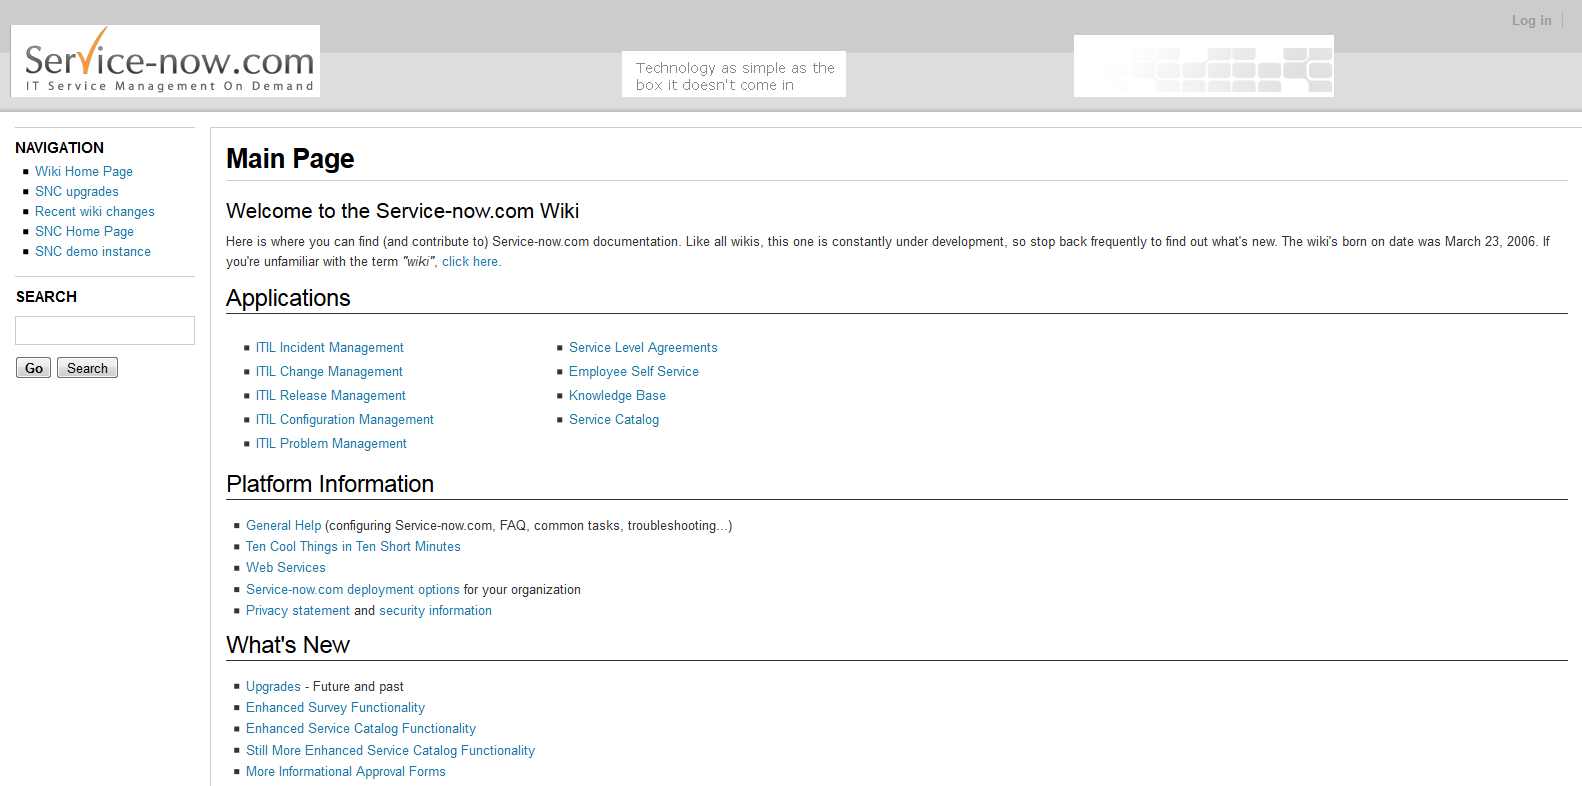 Log in
Service-now.com
IT Service Management On Demand
Technology as simple as the
box it doesn't come in
NAVIGATION
Wiki Home Page
SNC upgrades
Recent wiki changes
SNC Home Page
SNC demo instance
SEARCH
Go Search
Main Page
Welcome to the Service-now.com Wiki
Here is where you can find (and contribute to) Service-now.com documentation. Like all wikis, this one is constantly under development, so stop back frequently to find out what's new. The wiki's born on date was March 23, 2006. If
you're unfamiliar with the term "wiki", click here.
Applications
ITIL Incident Management
ITIL Change Management
ITIL Release Management
ITIL Configuration Management
ITIL Problem Management
Service Level Agreements
Employee Self Service
Knowledge Base
Service Catalog
Platform Information
General Help (configuring Service-now.com, FAQ, common tasks, troubleshooting...)
Ten Cool Things in Ten Short Minutes
Web Services
Service-now.com deployment options for your organization
Privacy statement and security information
What's New
Upgrades - Future and past
Enhanced Survey Functionality
Enhanced Service Catalog Functionality
Still More Enhanced Service Catalog Functionality
More Informational Approval Forms